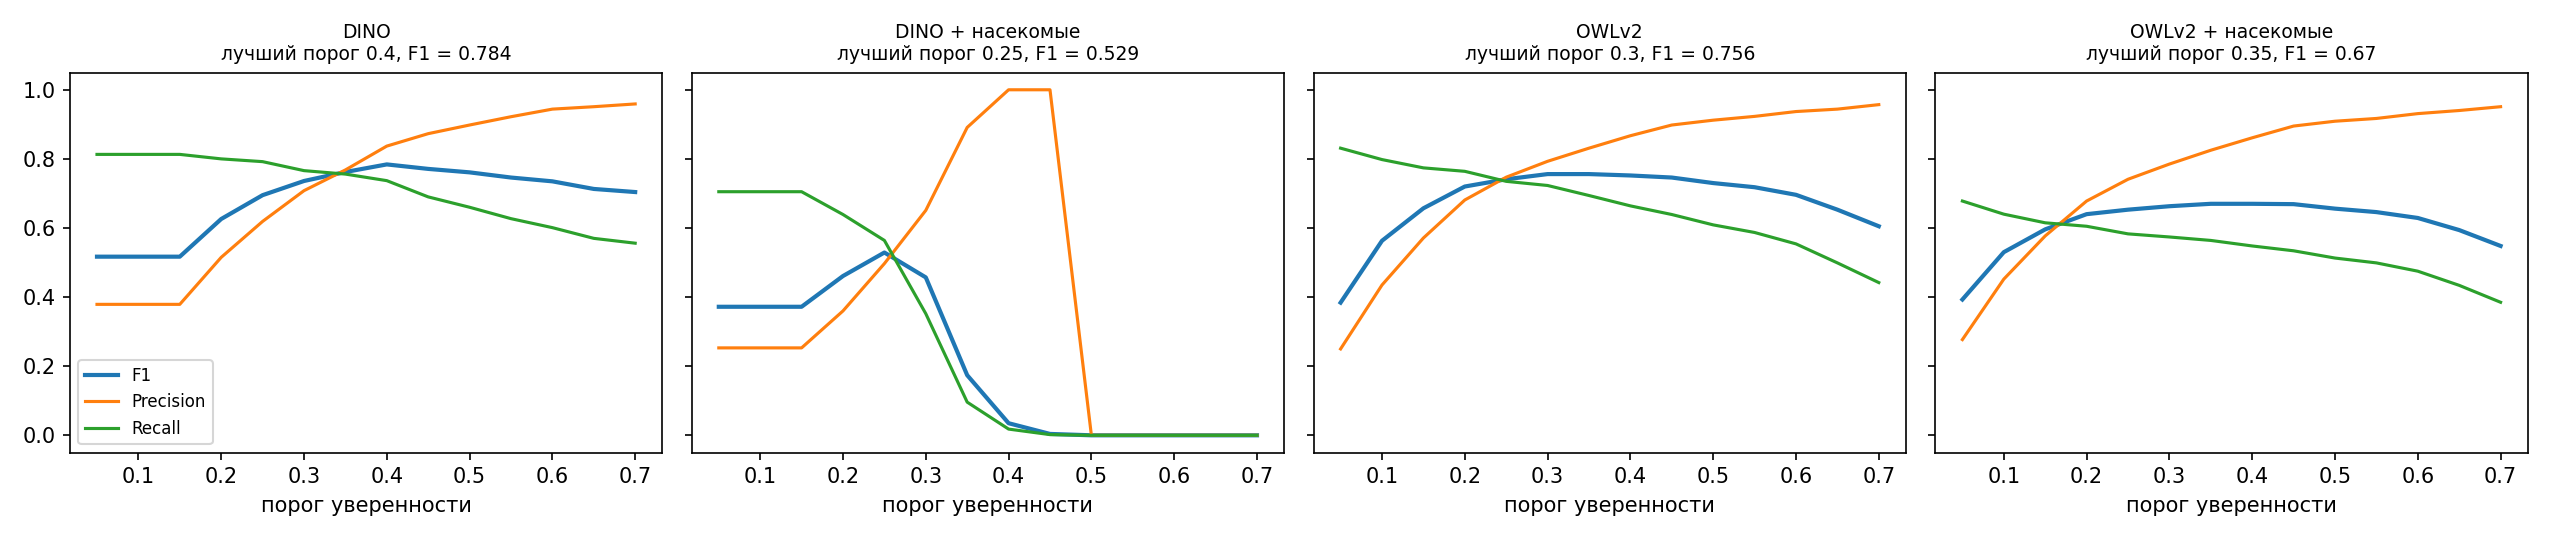 DINO
лучший порог 0.4, F1 = 0.784
DINO + насекомые
лучший порог 0.25, F1 = 0.529
OWLv2
лучший порог 0.3, F1 = 0.756
OWLv2 + насекомые
лучший порог 0.35, F1 = 0.67
1.0
0.8
0.6
0.4
0.2
0.0
F1
Precision
Recall
0.1 0.2 0.3 0.4 0.5 0.6 0.7
порог уверенности
0.1 0.2 0.3 0.4 0.5 0.6 0.7
порог уверенности
0.1 0.2 0.3 0.4 0.5 0.6 0.7
порог уверенности
0.1 0.2 0.3 0.4 0.5 0.6 0.7
порог уверенности